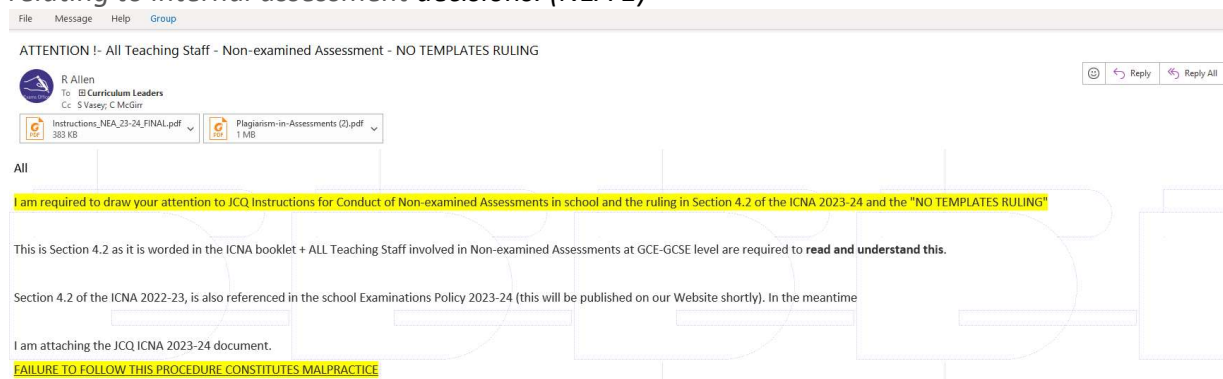 relating to internal assessment decisions. (NEA 1)
File Message Help Group
ATTENTION !- All Teaching Staff - Non-examined Assessment - NO TEMPLATES RULING
R Allen
To Curriculum Leaders
Cc S Vasey; C McGirr
Reply
Reply All
Instructions_NEA_23-24_FINAL.pdf
383 KB
Plagiarism-in-Assessments (2).pdf
1 MB
All
I am required to draw your attention to JCQ Instructions for Conduct of Non-examined Assessments in school and the ruling in Section 4.2 of the ICNA 2023-24 and the "NO TEMPLATES RULING"
This is Section 4.2 as it is worded in the ICNA booklet + ALL Teaching Staff involved in Non-examined Assessments at GCE-GCSE level are required to read and understand this.
Section 4.2 of the ICNA 2022-23, is also referenced in the school Examinations Policy 2023-24 (this will be published on our Website shortly). In the meantime
I am attaching the JCQ ICNA 2023-24 document.
FAILURE TO FOLLOW THIS PROCEDURE CONSTITUTES MALPRACTICE